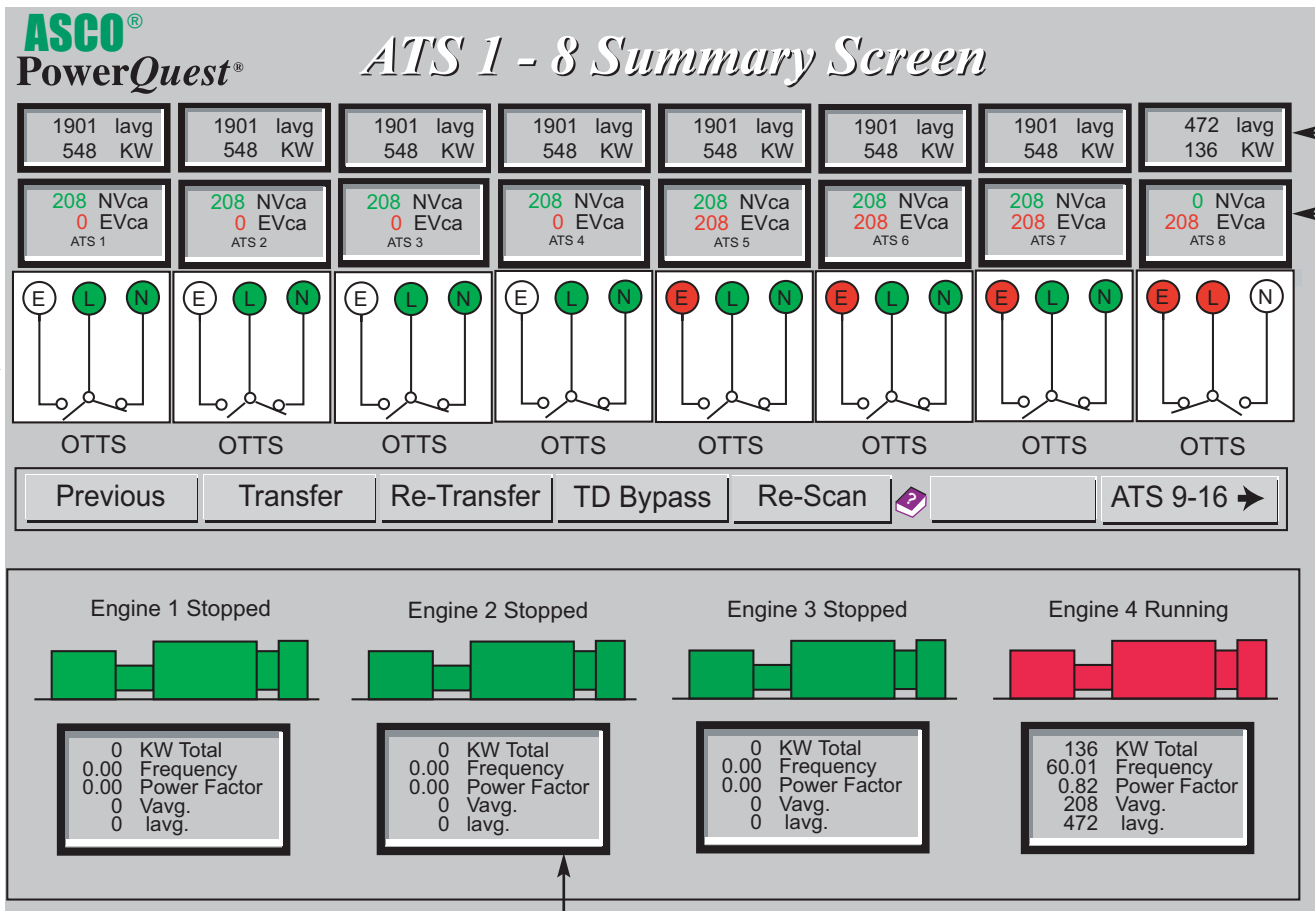 ASCO®
PowerQuest®
ATS 1 - 8 Summary Screen
1901 Iavg
548 KW
1901 Iavg
548 KW
1901 Iavg
548 KW
1901 Iavg
548 KW
1901 Iavg
548 KW
1901 Iavg
548 KW
1901 Iavg
548 KW
472 Iavg
136 KW
208 NVca
0 EVca
ATS 1
208 NVca
0 EVca
ATS 2
208 NVca
0 EVca
ATS 3
208 NVca
0 EVca
ATS 4
208 NVca
208 EVca
ATS 5
208 NVca
208 EVca
ATS 6
208 NVca
208 EVca
ATS 7
0 NVca
208 EVca
ATS 8
E L N
E L N
E L N
E L N
E L N
E L N
E L N
E L N
OTTS
OTTS
OTTS
OTTS
OTTS
OTTS
OTTS
OTTS
Previous
Transfer
Re-Transfer
TD Bypass
Re-Scan
?
ATS 9-16
Engine 1 Stopped
0 KW Total
0.00 Frequency
0.00 Power Factor
0 Vavg.
0 Iavg.
Engine 2 Stopped
0 KW Total
0.00 Frequency
0.00 Power Factor
0 Vavg.
0 Iavg.
Engine 3 Stopped
0 KW Total
0.00 Frequency
0.00 Power Factor
0 Vavg.
0 Iavg.
Engine 4 Running
136 KW Total
60.01 Frequency
0.82 Power Factor
208 Vavg.
472 Iavg.